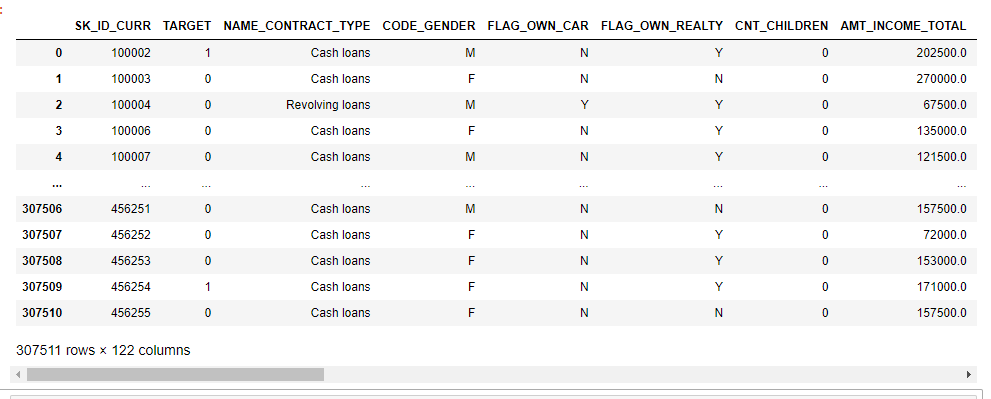 :
SK_ID_CURR TARGET NAME_CONTRACT_TYPE CODE_GENDER FLAG_OWN_CAR FLAG_OWN_REALTY CNT_CHILDREN AMT_INCOME_TOTAL
0 100002 1 Cash loans M N Y 0 202500.0
1 100003 0 Cash loans F N N 0 270000.0
2 100004 0 Revolving loans M Y Y 0 67500.0
3 100006 0 Cash loans F N Y 0 135000.0
4 100007 0 Cash loans M N Y 0 121500.0
... ... ... ... ... ... ... ... ...
307506 456251 0 Cash loans M N N 0 157500.0
307507 456252 0 Cash loans F N Y 0 72000.0
307508 456253 0 Cash loans F N Y 0 153000.0
307509 456254 1 Cash loans F N Y 0 171000.0
307510 456255 0 Cash loans F N N 0 157500.0
307511 rows × 122 columns